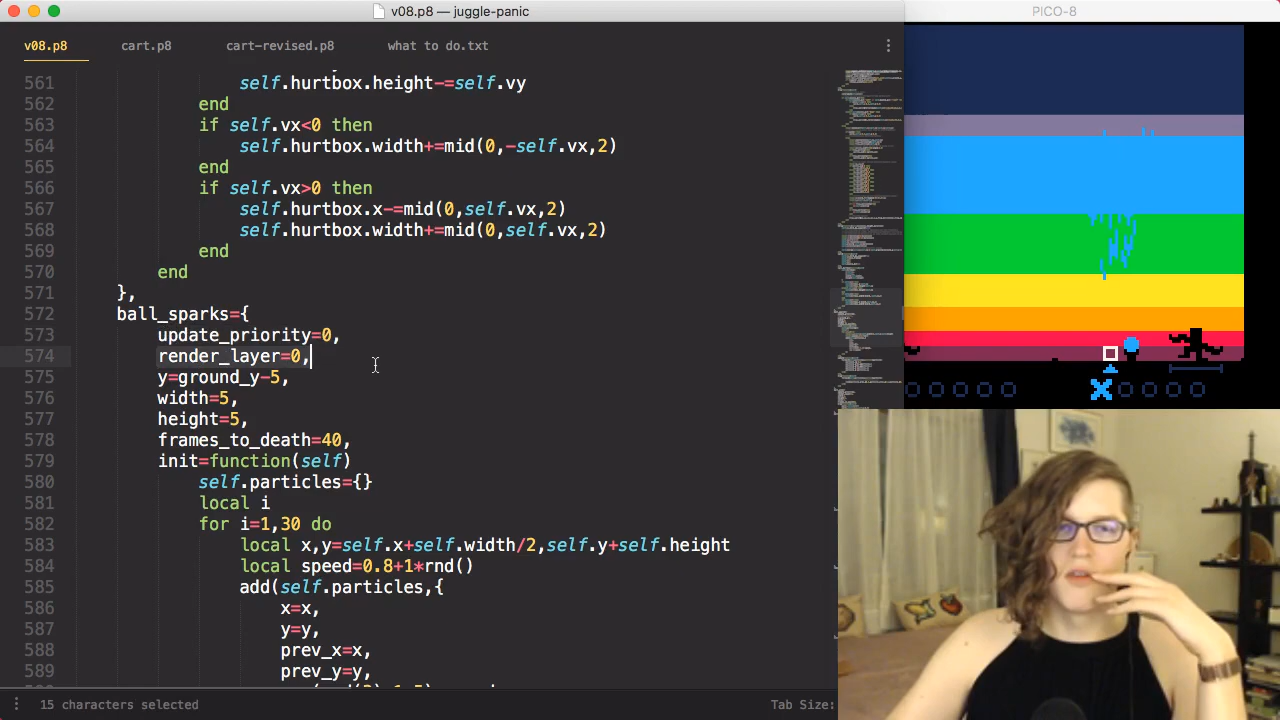 v08.p8 — juggle-panic
PICO-8
v08.p8
cart.p8
cart-revised.p8
what to do.txt
561 self.hurtbox.height-=self.vy
562 end
563 if self.vx<0 then
564 self.hurtbox.width+=mid(0,-self.vx,2)
565 end
566 if self.vx>0 then
567 self.hurtbox.x-=mid(0,self.vx,2)
568 self.hurtbox.width+=mid(0,self.vx,2)
569 end
570 end
571 },
572 ball_sparks={
573 update_priority=0,
574 render_layer=0,
575 y=ground_y-5,
576 width=5,
577 height=5,
578 frames_to_death=40,
579 init=function(self)
580 self.particles={}
581 local i
582 for i=1,30 do
583 local x,y=self.x+self.width/2,self.y+self.height
584 local speed=0.8+1*rnd()
585 add(self.particles,{
586 x=x,
587 y=y,
588 prev_x=x,
589 prev_y=y,
15 characters selected
Tab Size: